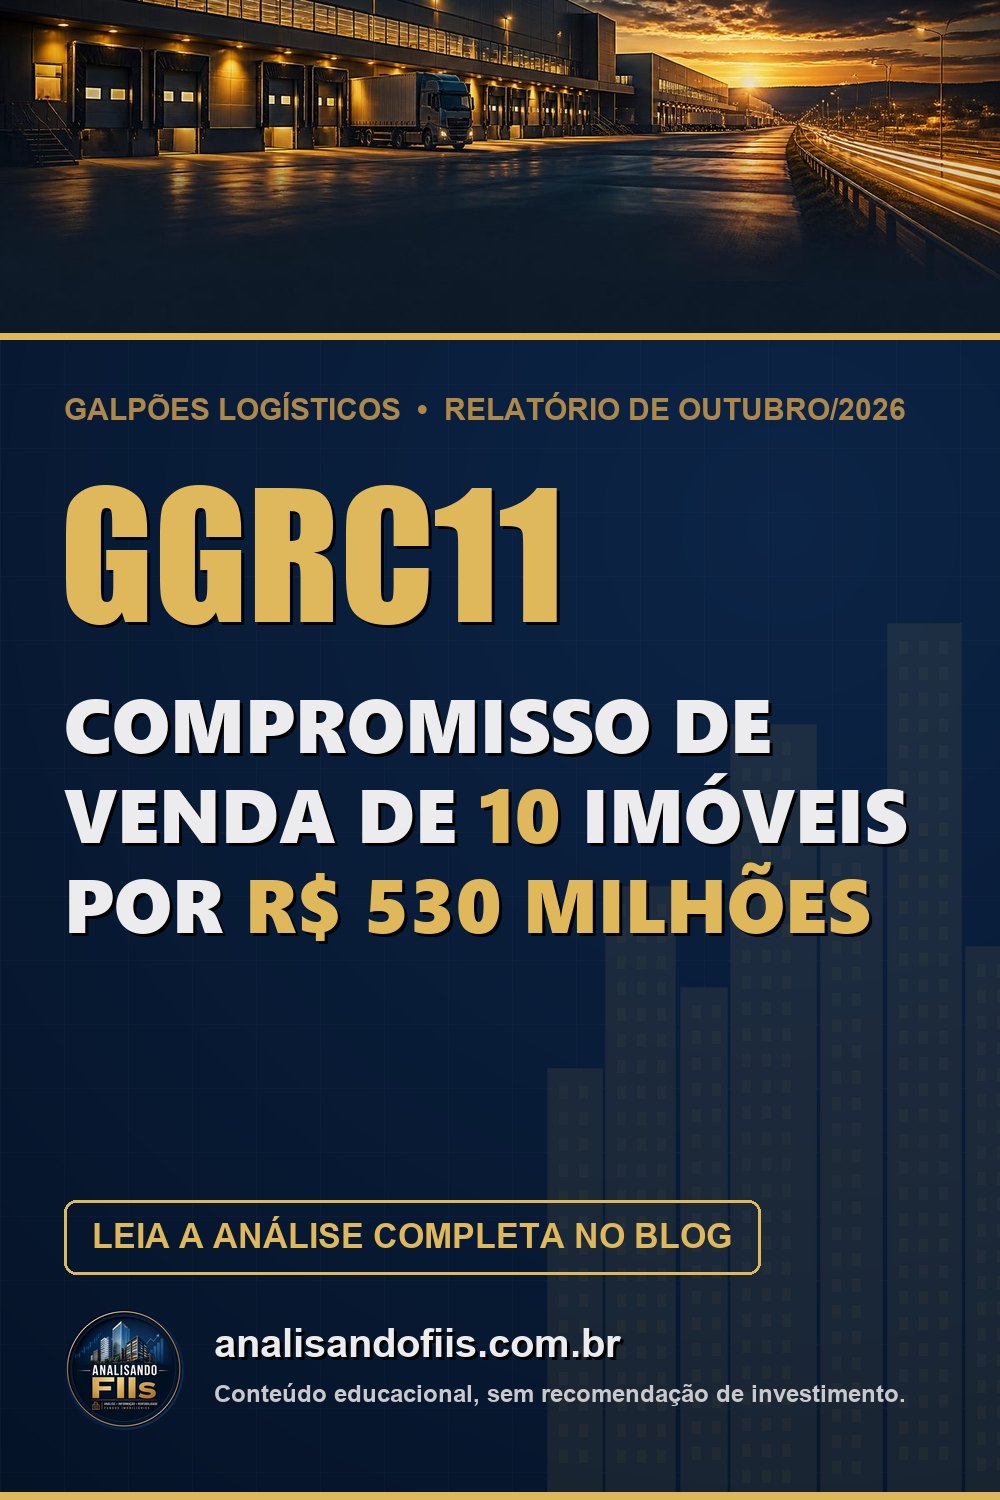 GALPÕES LOGÍSTICOS • RELATÓRIO DE OUTUBRO/2026
GGRC11
COMPROMISSO DE
VENDA DE 10 IMÓVEIS
POR R$ 530 MILHÕES
LEIA A ANÁLISE COMPLETA NO BLOG
ANALISANDO
FIIs
analisandofiis.com.br
Conteúdo educacional, sem recomendação de investimento.